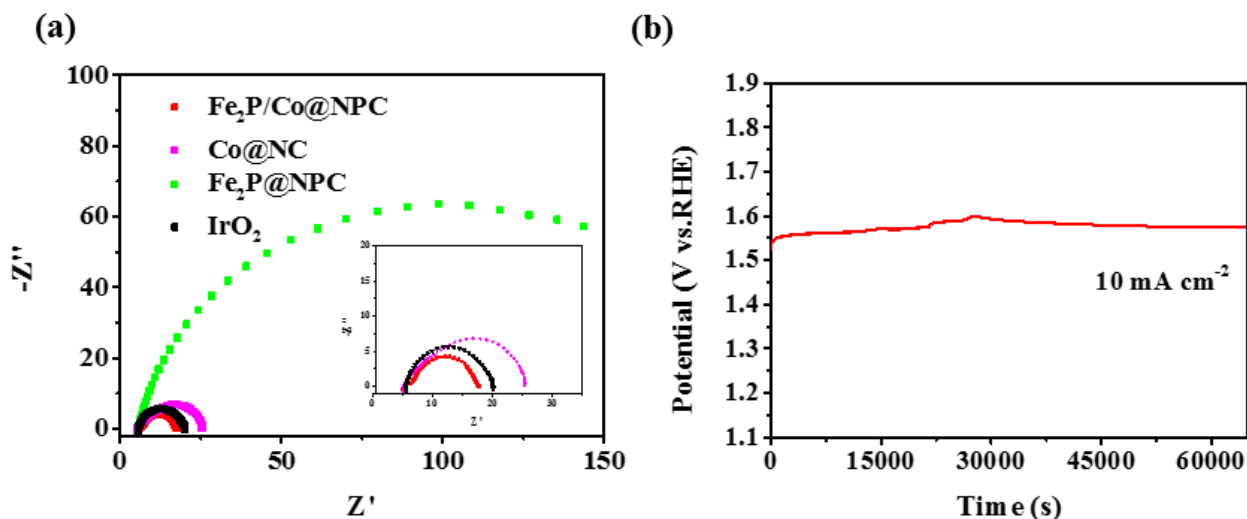 (a)
100
80
60
40
20
0
-Z''
Fe₂P/Co@NPC
Co@NC
Fe₂P@NPC
IrO₂
20
15
10
5
0
-Z''
0 10 20 30
Z'
0 50 100 150
Z'
(b)
1.9
1.8
1.7
1.6
1.5
1.4
1.3
1.2
1.1
Potential (V vs.RHE)
10 mA cm⁻²
0 15000 30000 45000 60000
Time (s)